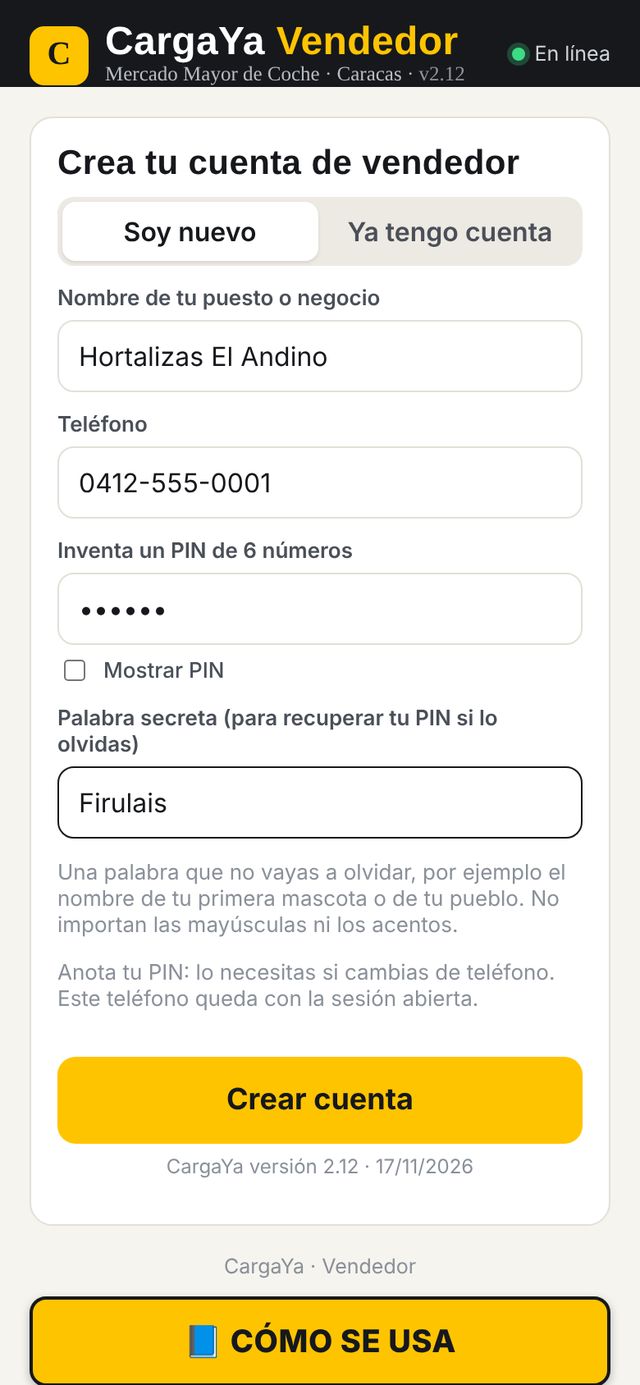 C
CargaYa Vendedor
Mercado Mayor de Coche · Caracas · v2.12
En línea
Crea tu cuenta de vendedor
Soy nuevo
Ya tengo cuenta
Nombre de tu puesto o negocio
Hortalizas El Andino
Teléfono
0412-555-0001
Inventa un PIN de 6 números
••••••
Mostrar PIN
Palabra secreta (para recuperar tu PIN si lo
olvidas)
Firulais
Una palabra que no vayas a olvidar, por ejemplo el
nombre de tu primera mascota o de tu pueblo. No
importan las mayúsculas ni los acentos.
Anota tu PIN: lo necesitas si cambias de teléfono.
Este teléfono queda con la sesión abierta.
Crear cuenta
CargaYa versión 2.12 · 17/11/2026
CargaYa · Vendedor
📘 CÓMO SE USA